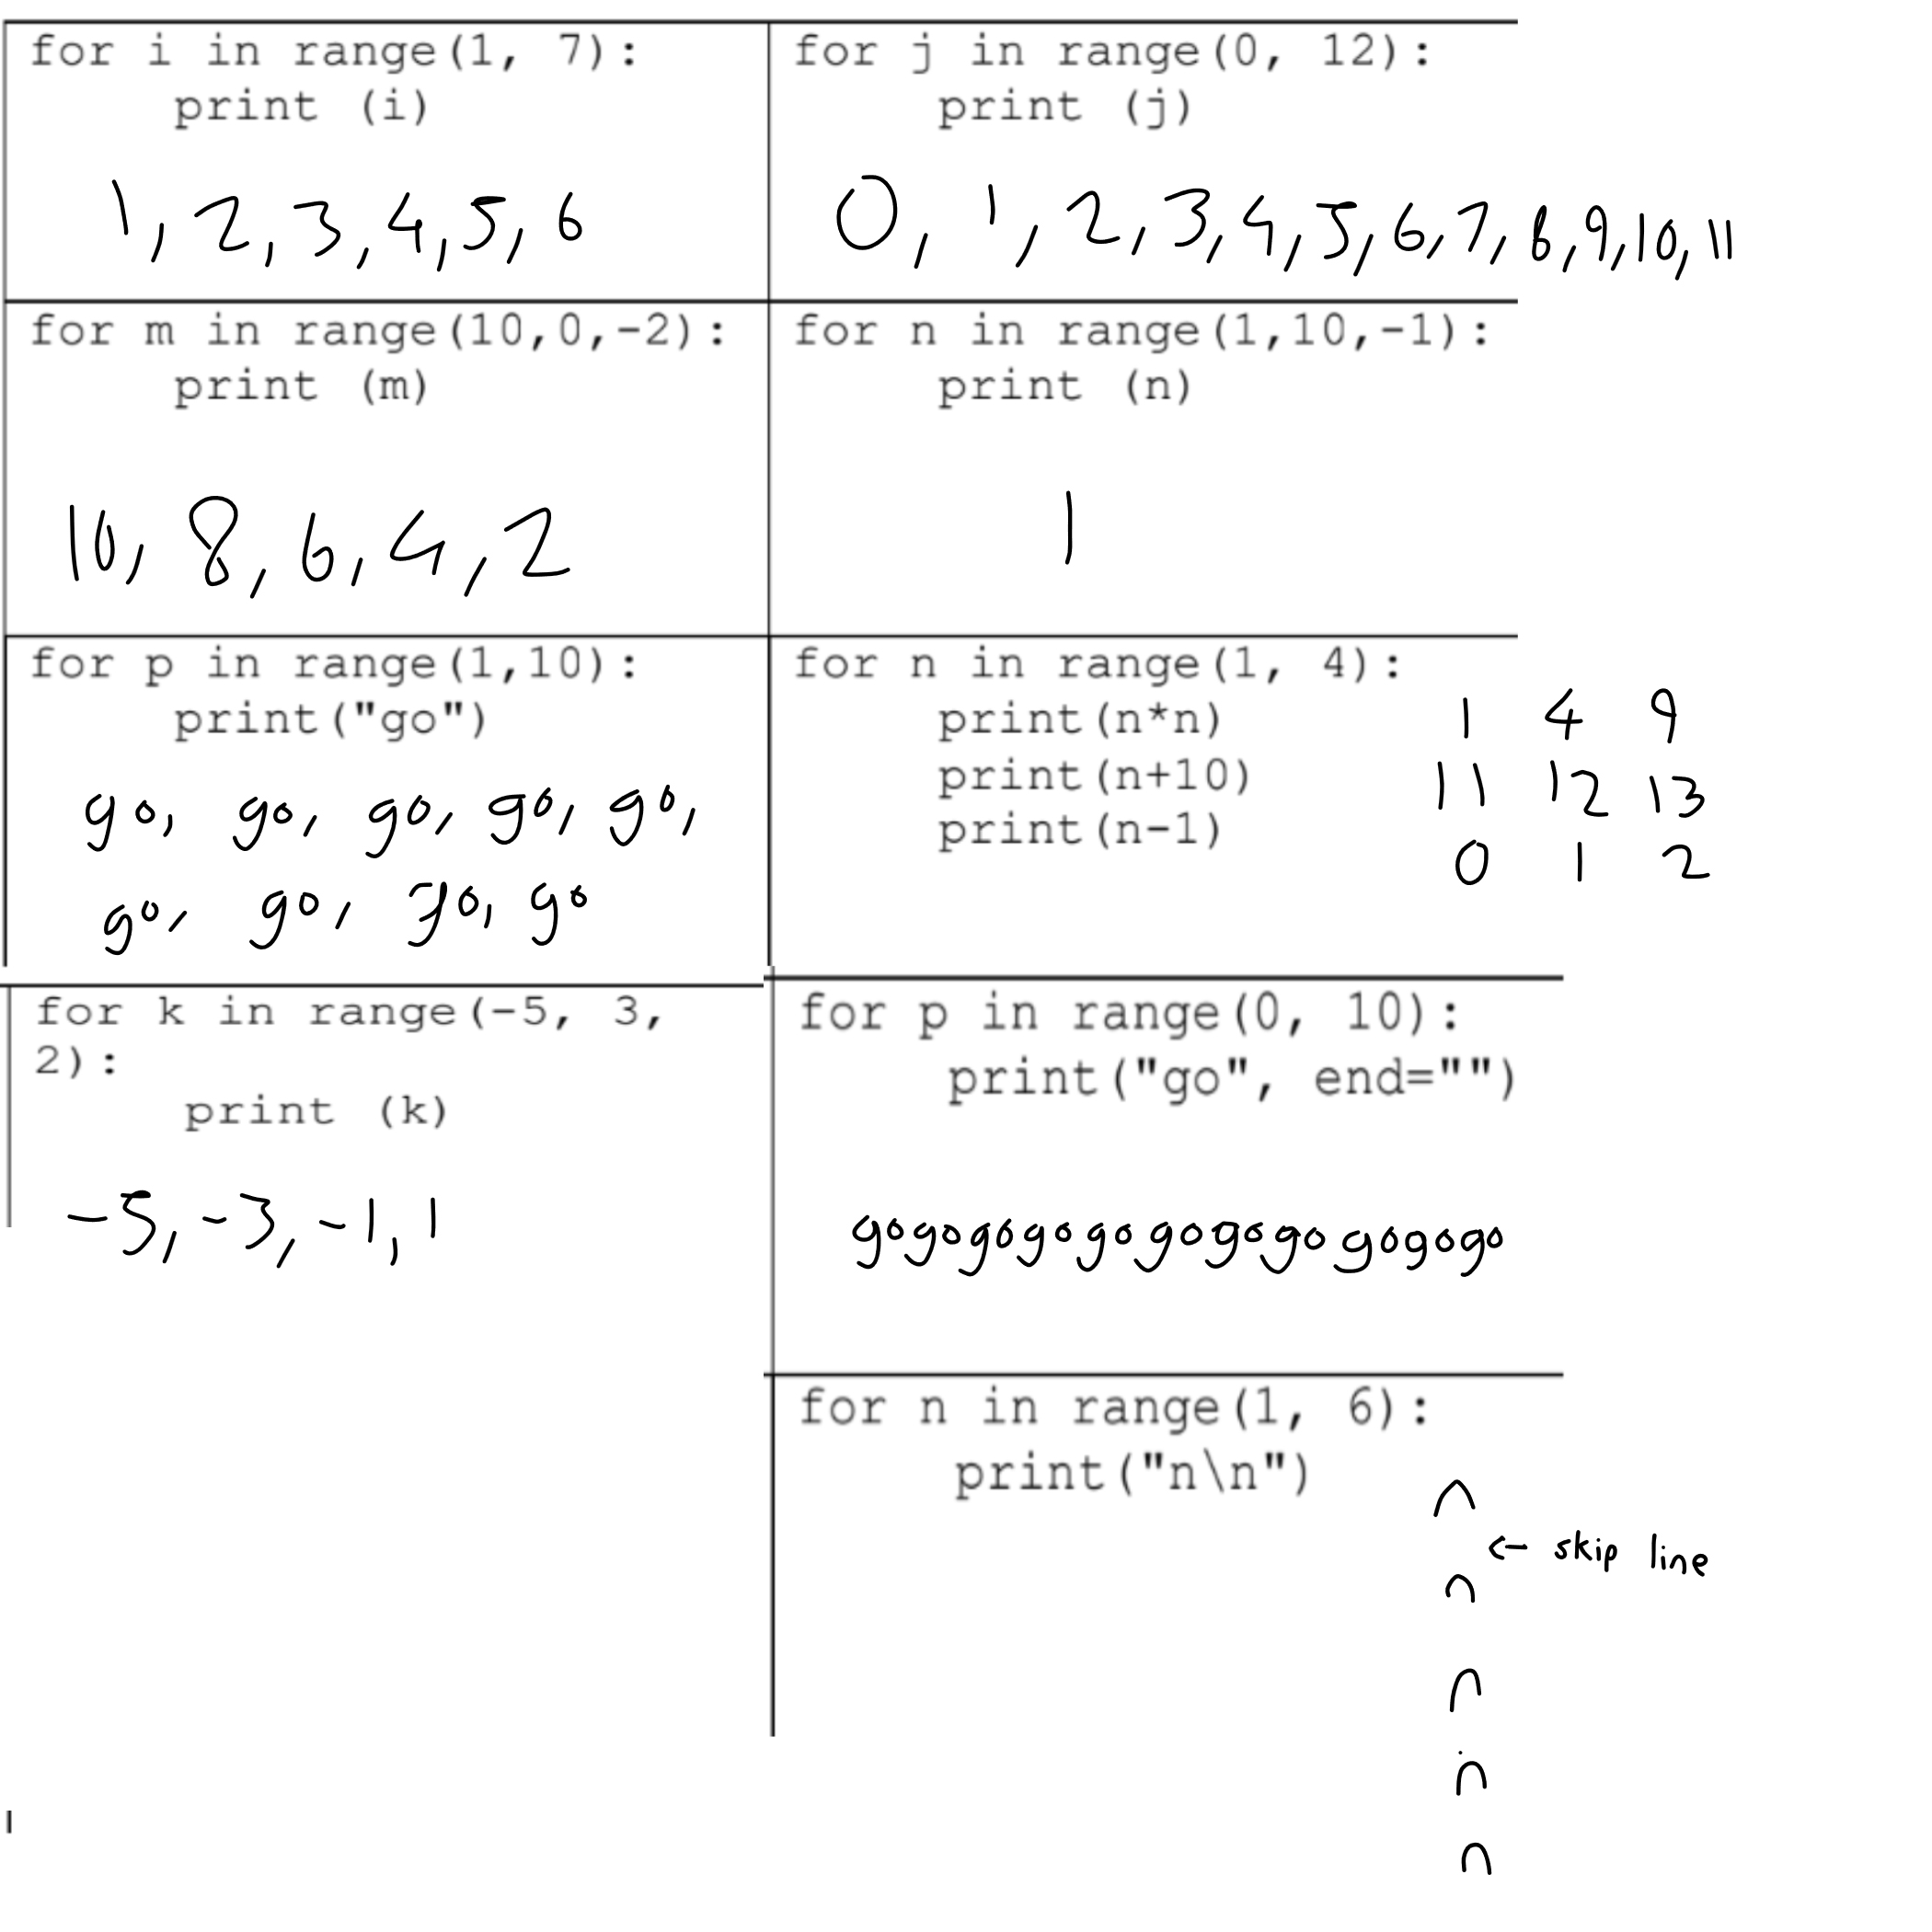 for i in range(1, 7):
print (i)
1, 2, 3, 4, 5, 6
for j in range(0, 12):
print (j)
0, 1, 2, 3, 4, 5, 6, 7, 8, 9, 10, 11
for m in range(10,0,-2):
print (m)
10, 8, 6, 4, 2
for n in range(1,10,-1):
print (n)
1
for p in range(1,10):
print("go")
go, go, go, go, go,
go, go, go, go
for n in range(1, 4):
print(n*n) 1 4 9
print(n+10) 11 12 13
print(n-1) 0 1 2
for k in range(-5, 3,
2):
print (k)
-5, -3, -1, 1
for p in range(0, 10):
print("go", end="")
gogogogogogogogogogogo
for n in range(1, 6):
print("n\n")
n
← skip line
n
n
n
n